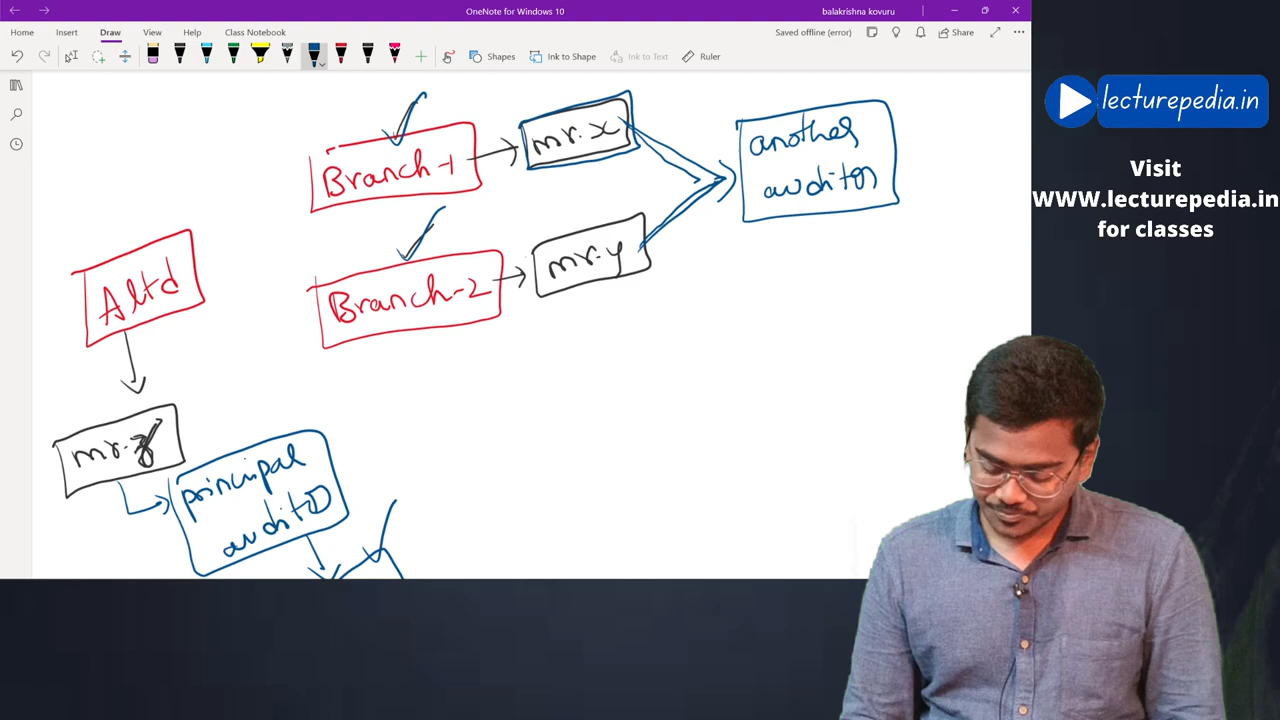 OneNote for Windows 10
balakrishna kovuru
Home Insert Draw View Help Class Notebook
Saved offline (error)
Share
Shapes
Ink to Shape
Ink to Text
Ruler
Branch-1
mr.x
another
auditor
Branch-2
mr.y
A ltd
mr.z
principal
auditor
lecturepedia.in
Visit
WWW.lecturepedia.in
for classes